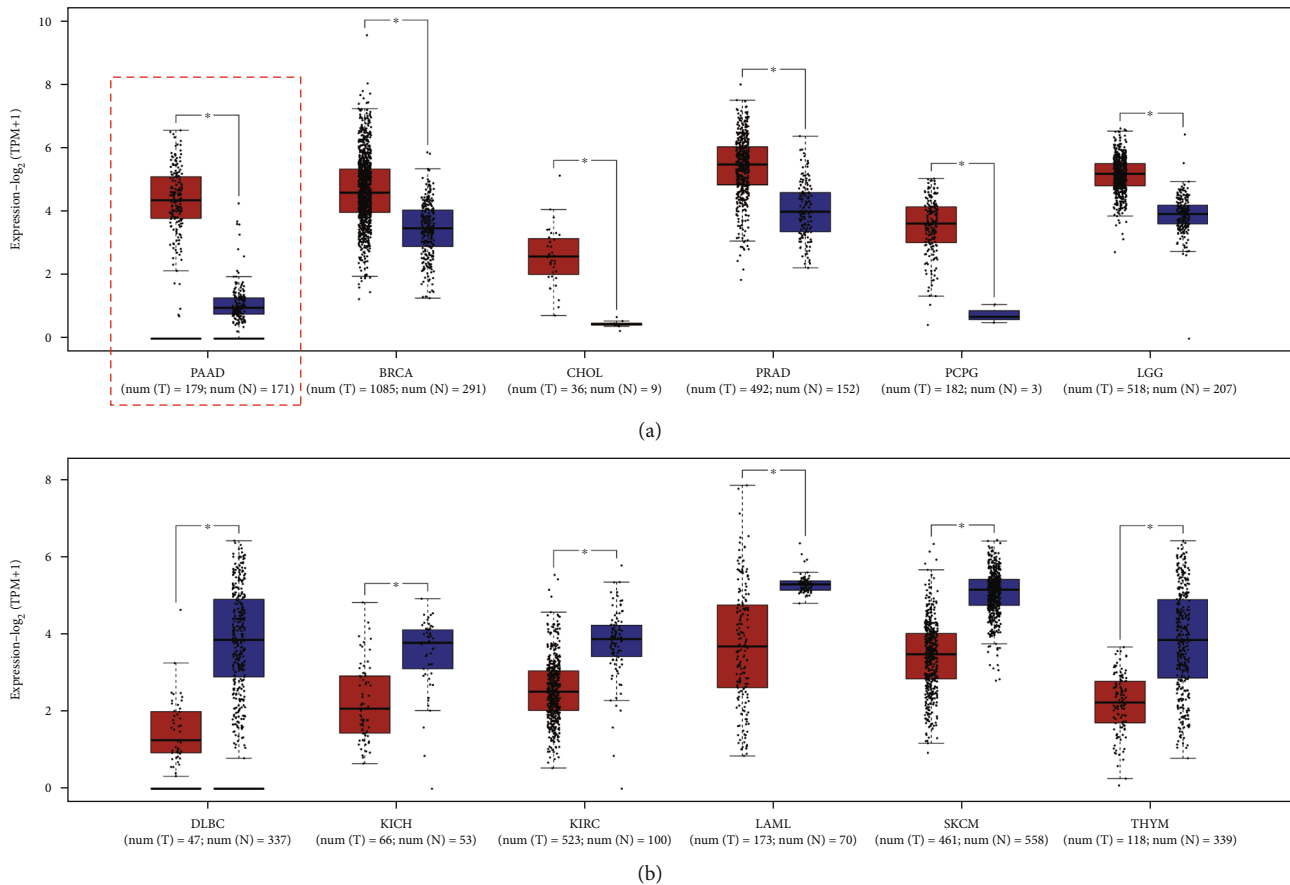 10
8
6
4
2
0
Expression–log2 (TPM+1)
*
*
*
*
*
*
PAAD
(num (T) = 179; num (N) = 171)
BRCA
(num (T) = 1085; num (N) = 291)
CHOL
(num (T) = 36; num (N) = 9)
PRAD
(num (T) = 492; num (N) = 152)
PCPG
(num (T) = 182; num (N) = 3)
LGG
(num (T) = 518; num (N) = 207)
(a)
8
6
4
2
0
Expression–log2 (TPM+1)
*
*
*
*
*
*
DLBC
(num (T) = 47; num (N) = 337)
KICH
(num (T) = 66; num (N) = 53)
KIRC
(num (T) = 523; num (N) = 100)
LAML
(num (T) = 173; num (N) = 70)
SKCM
(num (T) = 461; num (N) = 558)
THYM
(num (T) = 118; num (N) = 339)
(b)